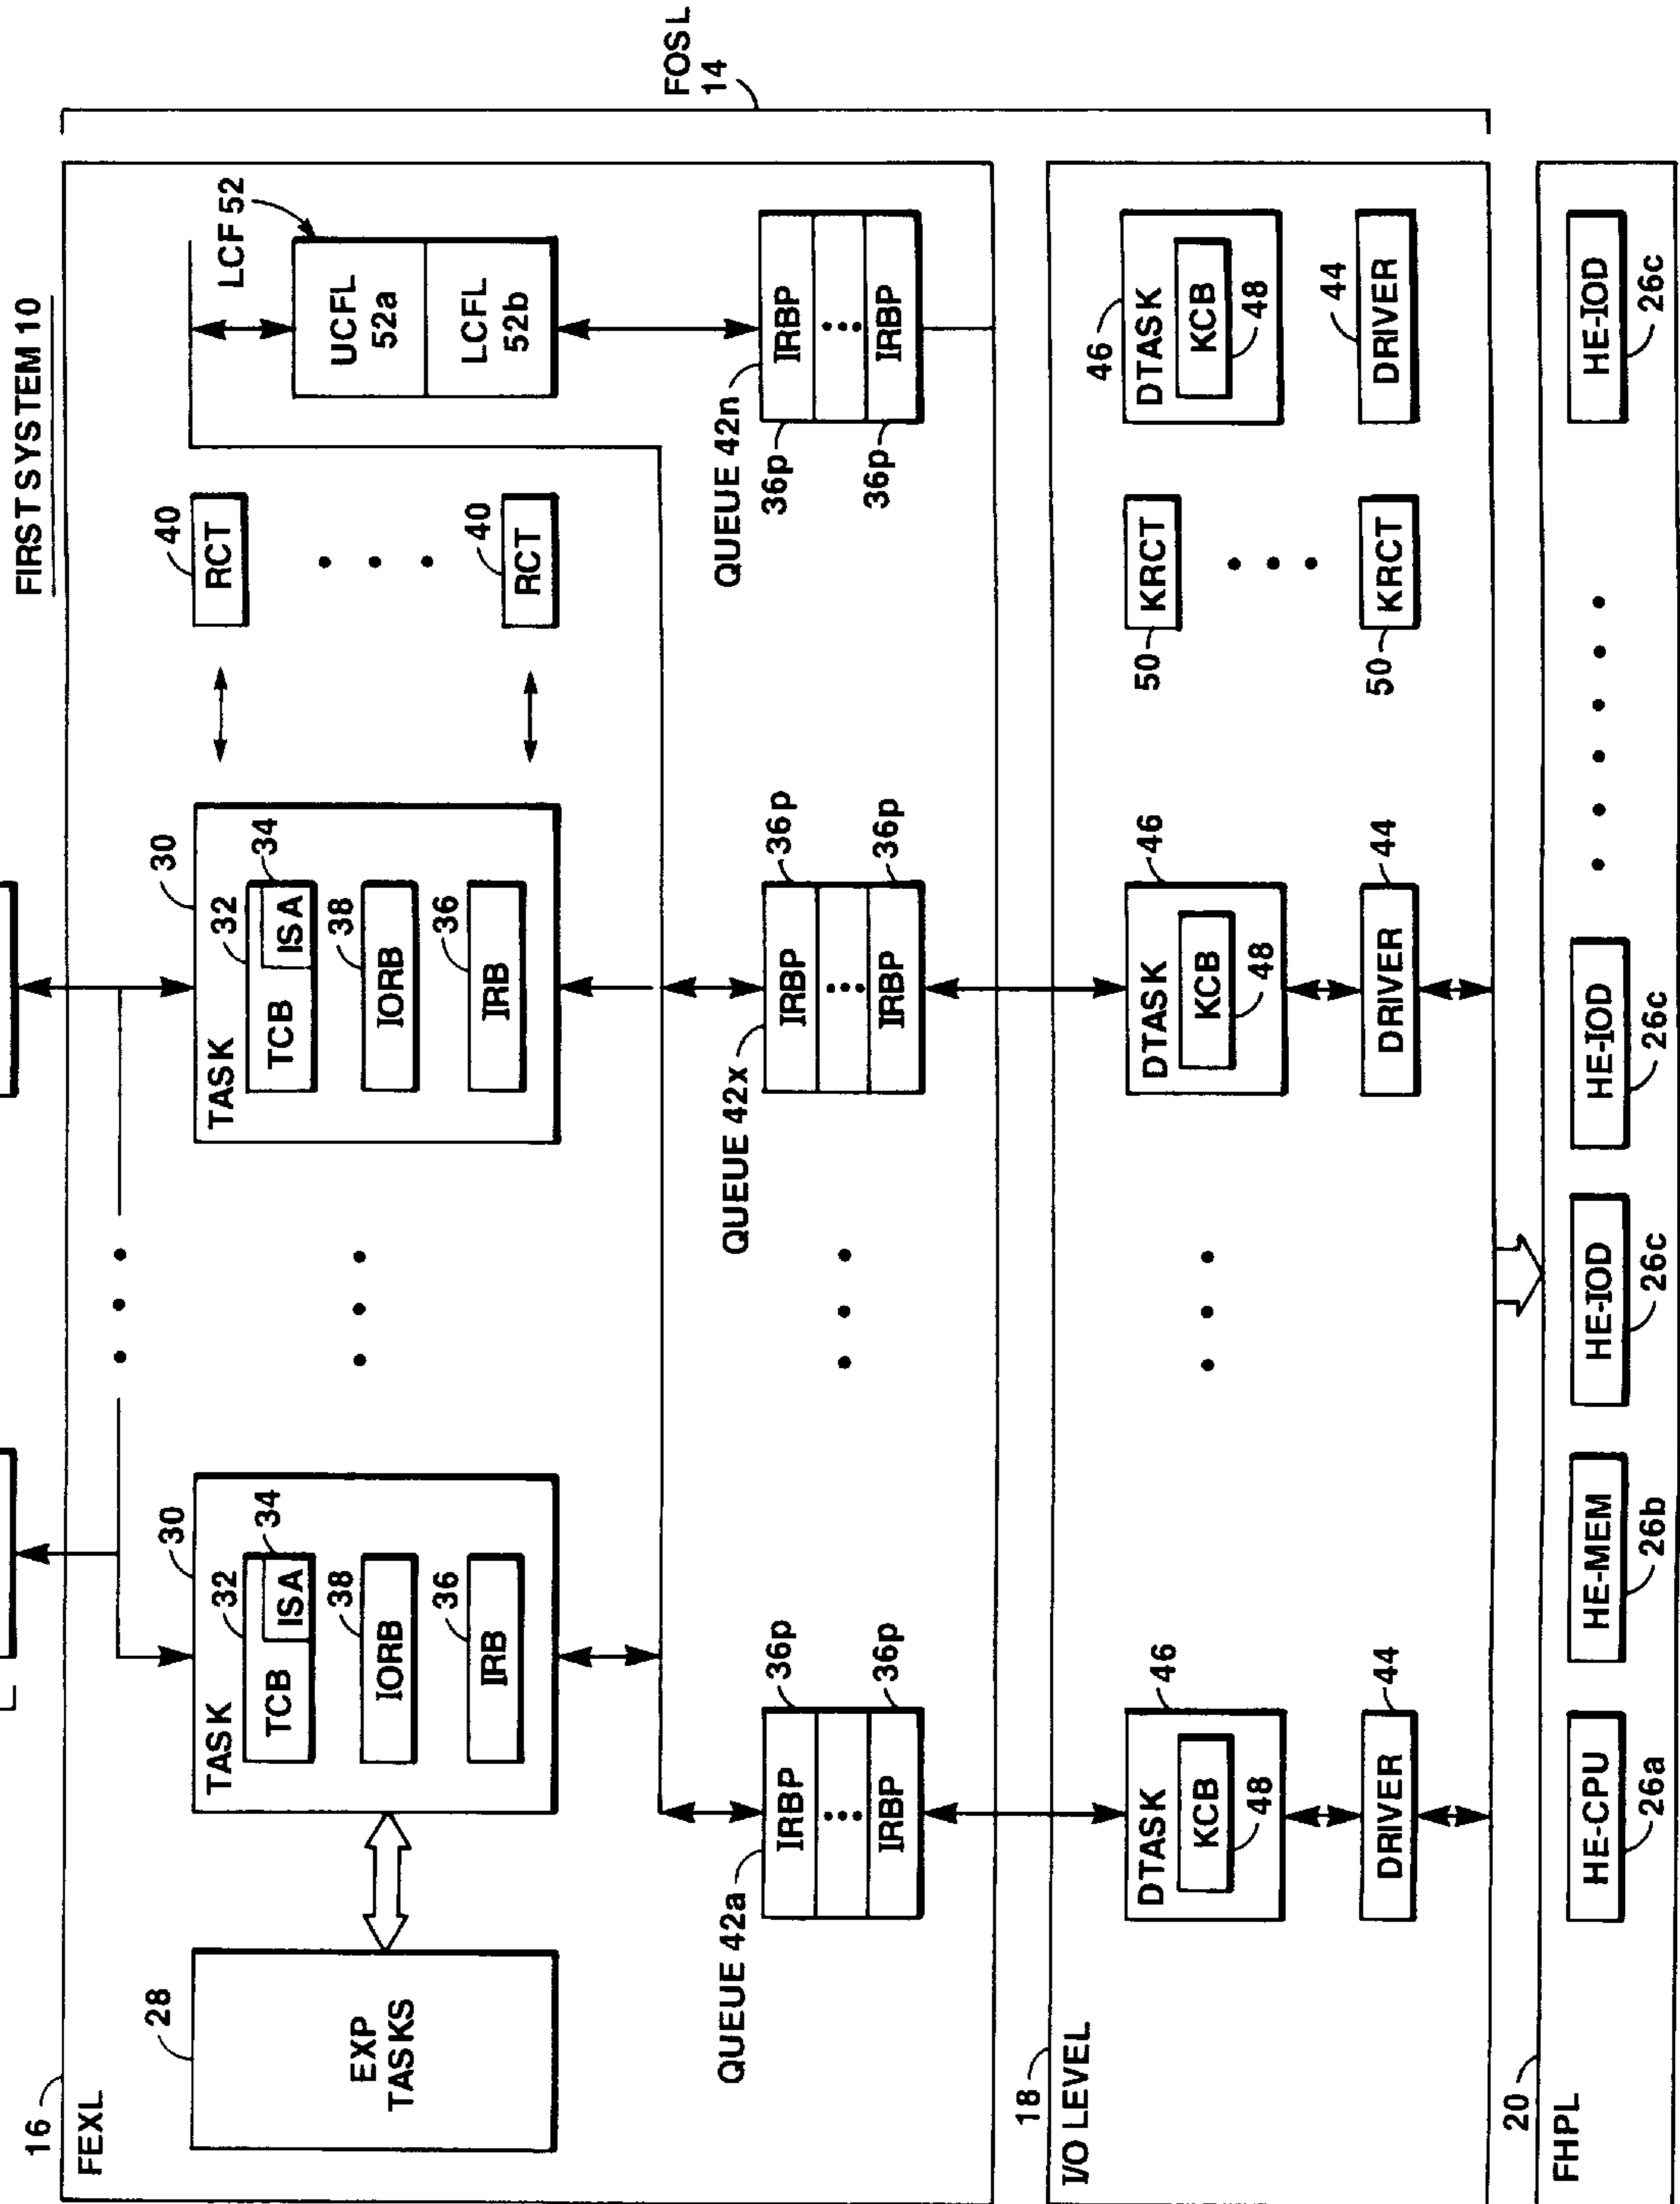 FIRST SYSTEM 10
16
FEXL
28
EXP
TASKS
30
TASK
32
TCB
ISA
34
IORB
38
IRB
36
30
TASK
32
TCB
ISA
34
IORB
38
IRB
36
40
RCT
40
RCT
LCF 52
UCFL
52a
LCFL
52b
FOSL
14
QUEUE 42a
IRBP
36p
IRBP
36p
QUEUE 42x
IRBP
36p
IRBP
36p
QUEUE 42n
IRBP
36p
IRBP
36p
18
I/O LEVEL
46
DTASK
KCB
48
44
DRIVER
46
DTASK
KCB
48
44
DRIVER
50
KRCT
50
KRCT
46
DTASK
KCB
48
44
DRIVER
20
FHPL
HE-CPU
26a
HE-MEM
26b
HE-IOD
26c
HE-IOD
26c
HE-IOD
26c